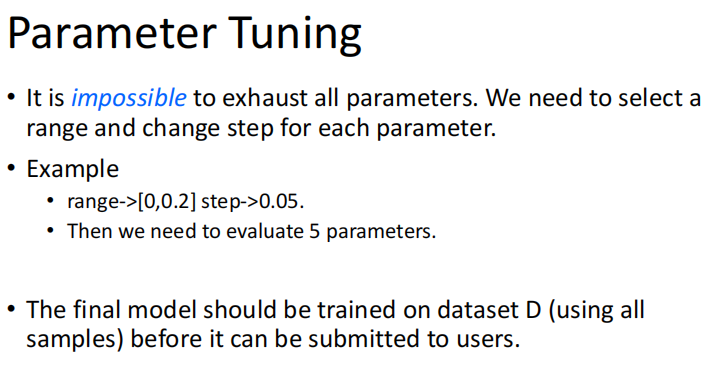 Parameter Tuning
• It is impossible to exhaust all parameters. We need to select a
range and change step for each parameter.
• Example
• range->[0,0.2] step->0.05.
• Then we need to evaluate 5 parameters.
• The final model should be trained on dataset D (using all
samples) before it can be submitted to users.